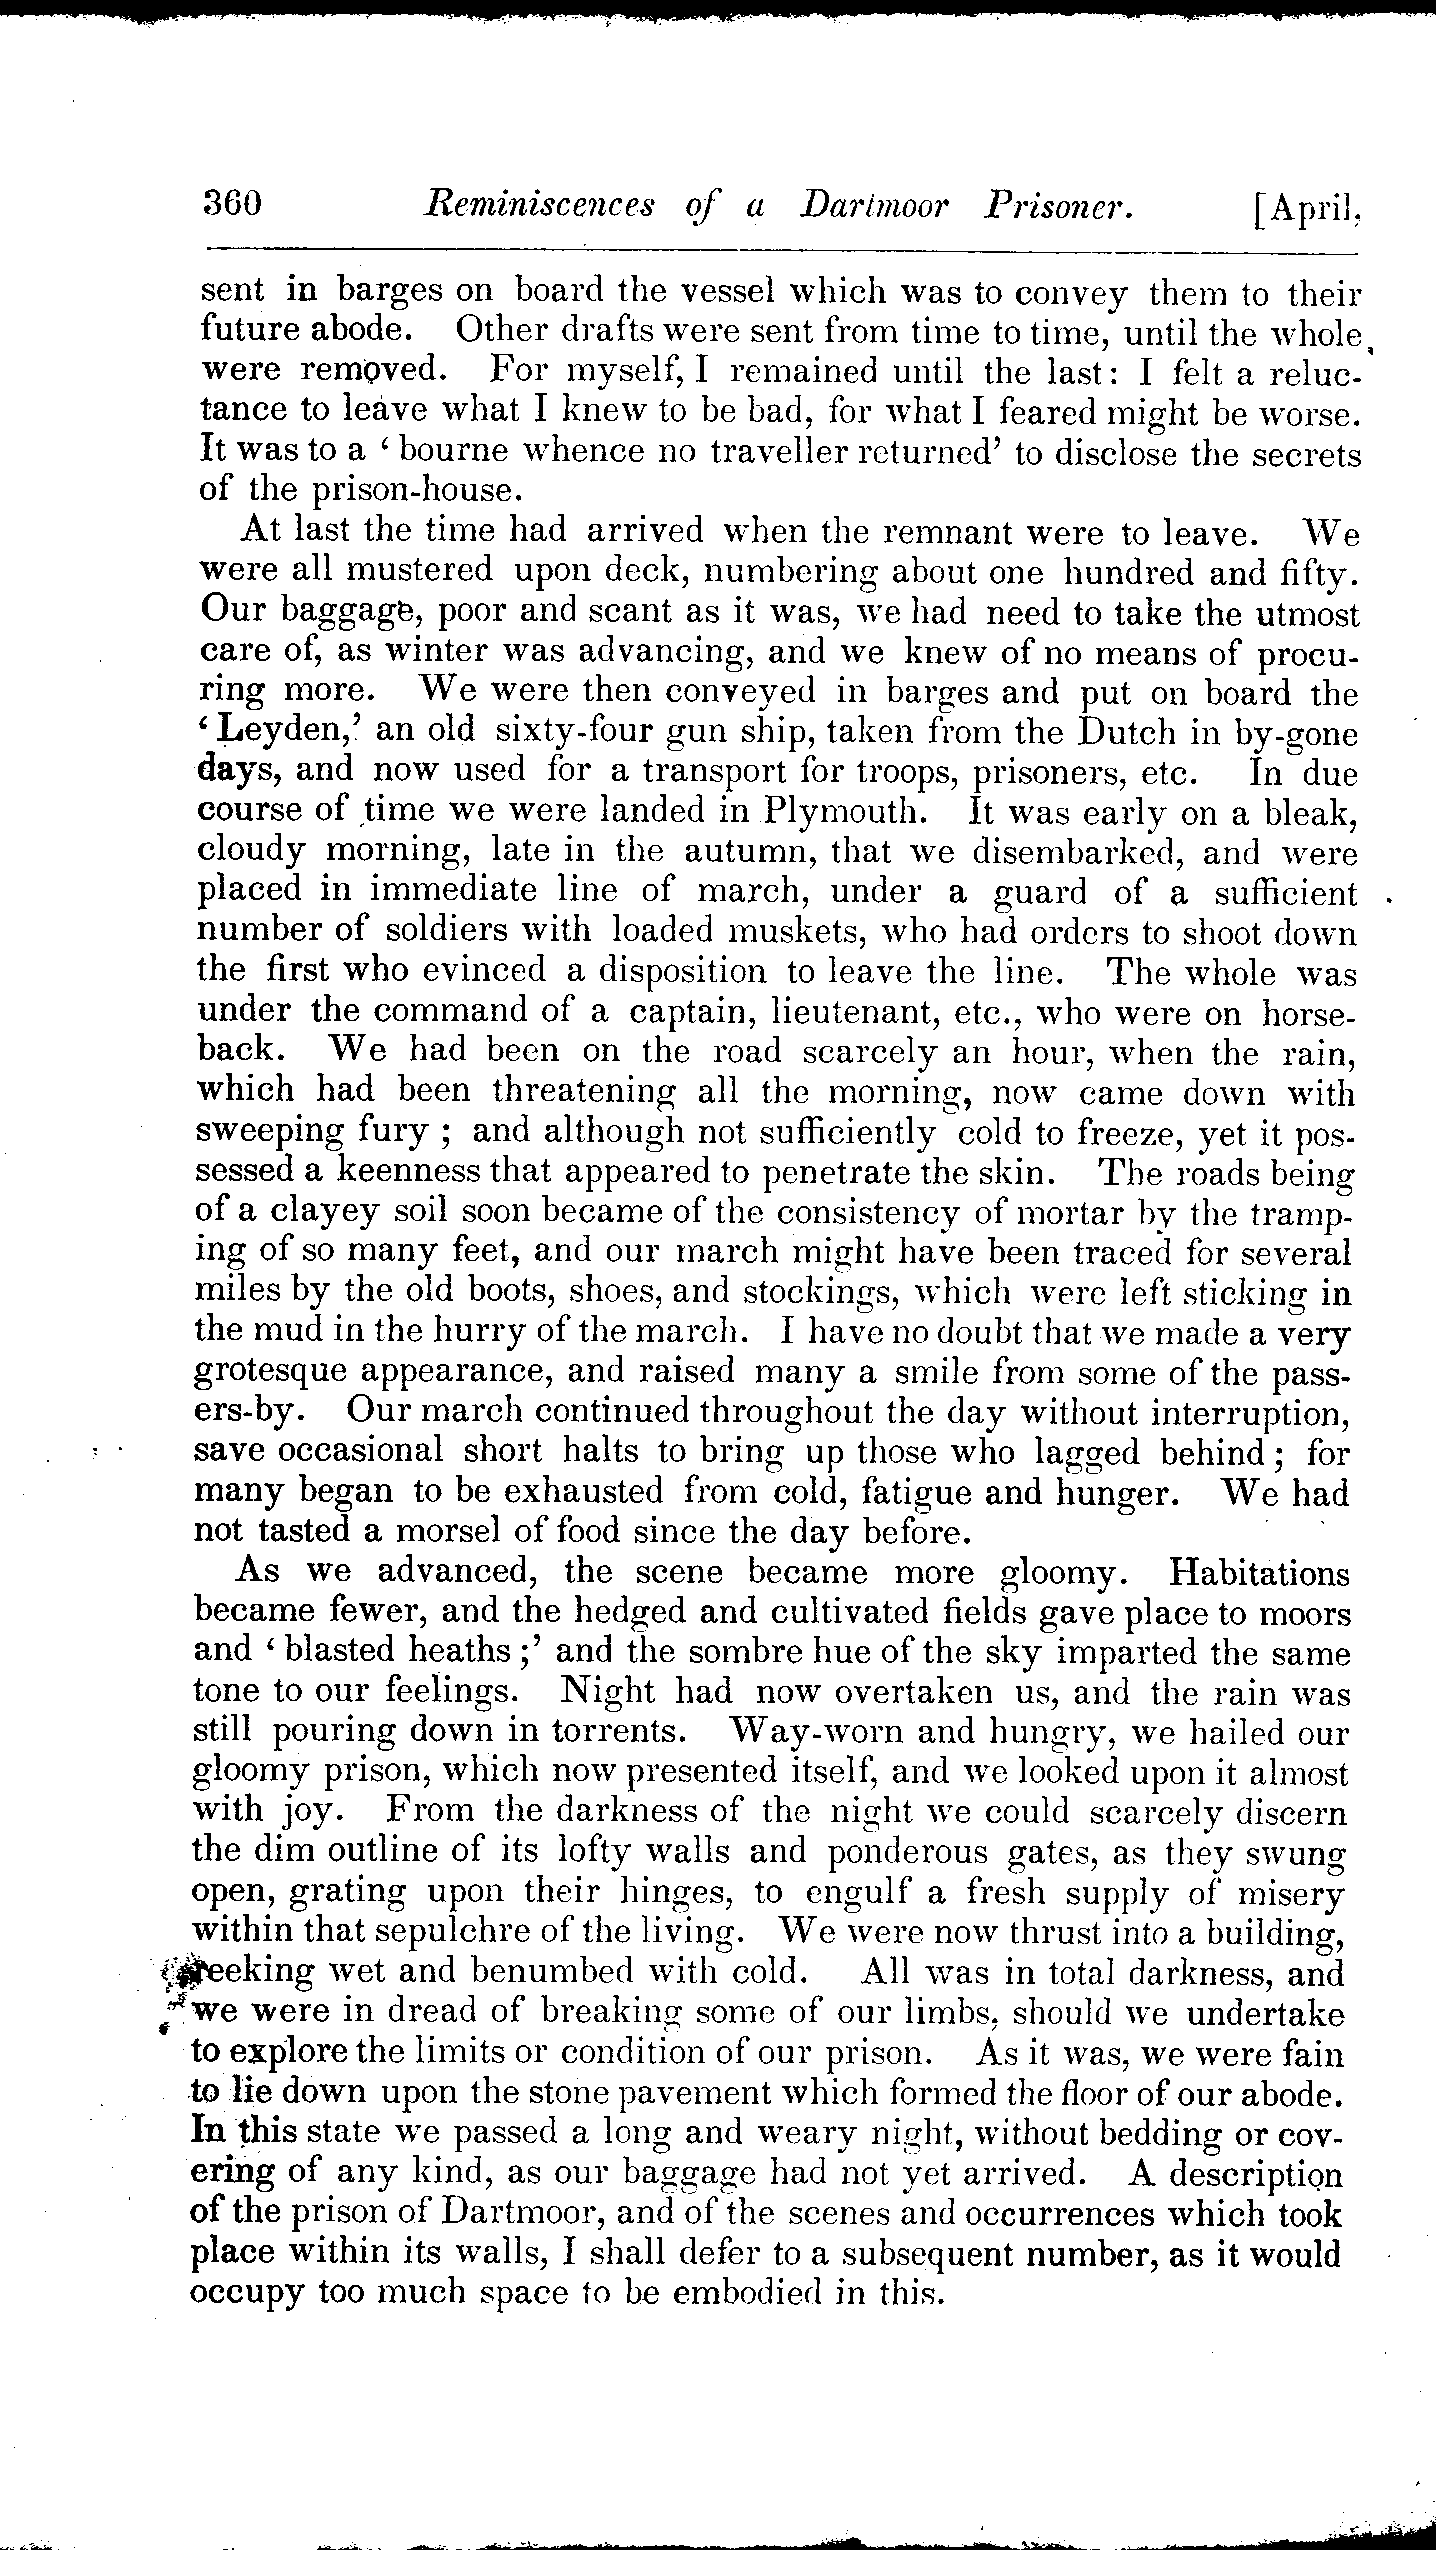 360 Reminiscences of a Dartmoor Prisoner. [April,
sent in barges on board the vessel which was to convey them to their
future abode. Other drafts were sent from time to time, until the whole
were removed. For myself, I remained until the last: I felt a reluc-
tance to leave what I knew to be bad, for what I feared might be worse.
It was to a ‘ bourne whence no traveller returned’ to disclose the secrets
of the prison-house.
At last the time had arrived when the remnant were to leave. We
were all mustered upon deck, numbering about one hundred and fifty.
Our baggage, poor and scant as it was, we had need to take the utmost
care of, as winter was advancing, and we knew of no means of procu-
ring more. We were then conveyed in barges and put on board the
‘ Leyden,’ an old sixty-four gun ship, taken from the Dutch in by-gone
days, and now used for a transport for troops, prisoners, etc. In due
course of time we were landed in Plymouth. It was early on a bleak,
cloudy morning, late in the autumn, that we disembarked, and were
placed in immediate line of march, under a guard of a sufficient
number of soldiers with loaded muskets, who had orders to shoot down
the first who evinced a disposition to leave the line. The whole was
under the command of a captain, lieutenant, etc., who were on horse-
back. We had been on the road scarcely an hour, when the rain,
which had been threatening all the morning, now came down with
sweeping fury ; and although not sufficiently cold to freeze, yet it pos-
sessed a keenness that appeared to penetrate the skin. The roads being
of a clayey soil soon became of the consistency of mortar by the tramp-
ing of so many feet, and our march might have been traced for several
miles by the old boots, shoes, and stockings, which were left sticking in
the mud in the hurry of the march. I have no doubt that we made a very
grotesque appearance, and raised many a smile from some of the pass-
ers-by. Our march continued throughout the day without interruption,
save occasional short halts to bring up those who lagged behind ; for
many began to be exhausted from cold, fatigue and hunger. We had
not tasted a morsel of food since the day before.
As we advanced, the scene became more gloomy. Habitations
became fewer, and the hedged and cultivated fields gave place to moors
and ‘ blasted heaths ;’ and the sombre hue of the sky imparted the same
tone to our feelings. Night had now overtaken us, and the rain was
still pouring down in torrents. Way-worn and hungry, we hailed our
gloomy prison, which now presented itself, and we looked upon it almost
with joy. From the darkness of the night we could scarcely discern
the dim outline of its lofty walls and ponderous gates, as they swung
open, grating upon their hinges, to engulf a fresh supply of misery
within that sepulchre of the living. We were now thrust into a building,
reeking wet and benumbed with cold. All was in total darkness, and
we were in dread of breaking some of our limbs, should we undertake
to explore the limits or condition of our prison. As it was, we were fain
to lie down upon the stone pavement which formed the floor of our abode.
In this state we passed a long and weary night, without bedding or cov-
ering of any kind, as our baggage had not yet arrived. A description
of the prison of Dartmoor, and of the scenes and occurrences which took
place within its walls, I shall defer to a subsequent number, as it would
occupy too much space to be embodied in this.